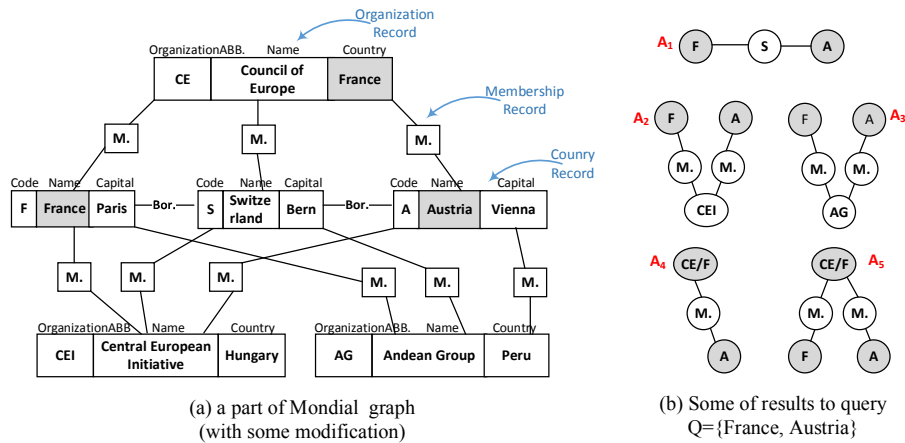 Organization
Record
OrganizationABB. Name Country
CE
Council of
Europe
France
Membership
Record
M.
M.
M.
Counry
Record
Code Name Capital
F
France
Paris
Bor.
Code Name Capital
S
Switze
rland
Bern
Bor.
Code Name Capital
A
Austria
Vienna
M.
M.
M.
M.
M.
M.
OrganizationABB Name Country
CEI
Central European
Initiative
Hungary
OrganizationABB. Name Country
AG
Andean Group
Peru
(a) a part of Mondial graph
(with some modification)
A1
F
S
A
A2
F
A
M.
M.
CEI
A3
F
A
M.
M.
AG
A4
CE/F
M.
A
A5
CE/F
M.
M.
F
A
(b) Some of results to query
Q={France, Austria}